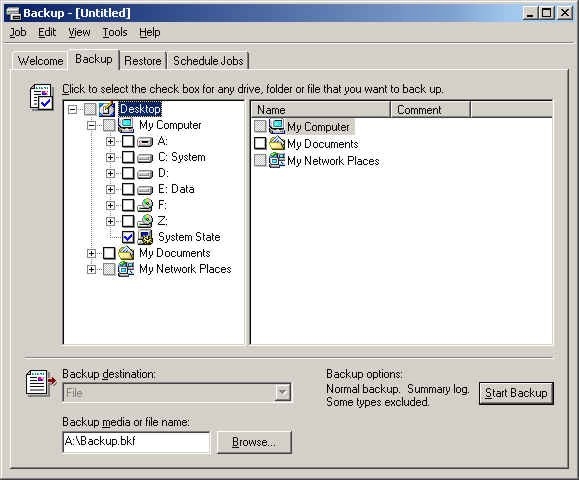 Backup - [Untitled]
Job Edit View Tools Help
Welcome Backup Restore Schedule Jobs
Click to select the check box for any drive, folder or file that you want to back up.
Desktop
My Computer
A:
C: System
D:
E: Data
F:
Z:
System State
My Documents
My Network Places
Name Comment
My Computer
My Documents
My Network Places
Backup destination:
File
Backup media or file name:
A:\Backup.bkf
Browse...
Backup options:
Normal backup. Summary log.
Some types excluded.
Start Backup